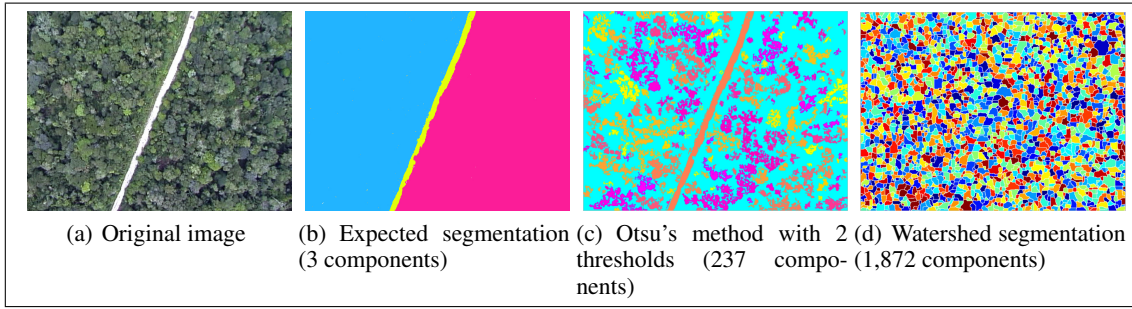 (a) Original image
(b) Expected segmentation
(3 components)
(c) Otsu's method with 2
thresholds (237 compo-
nents)
(d) Watershed segmentation
(1,872 components)